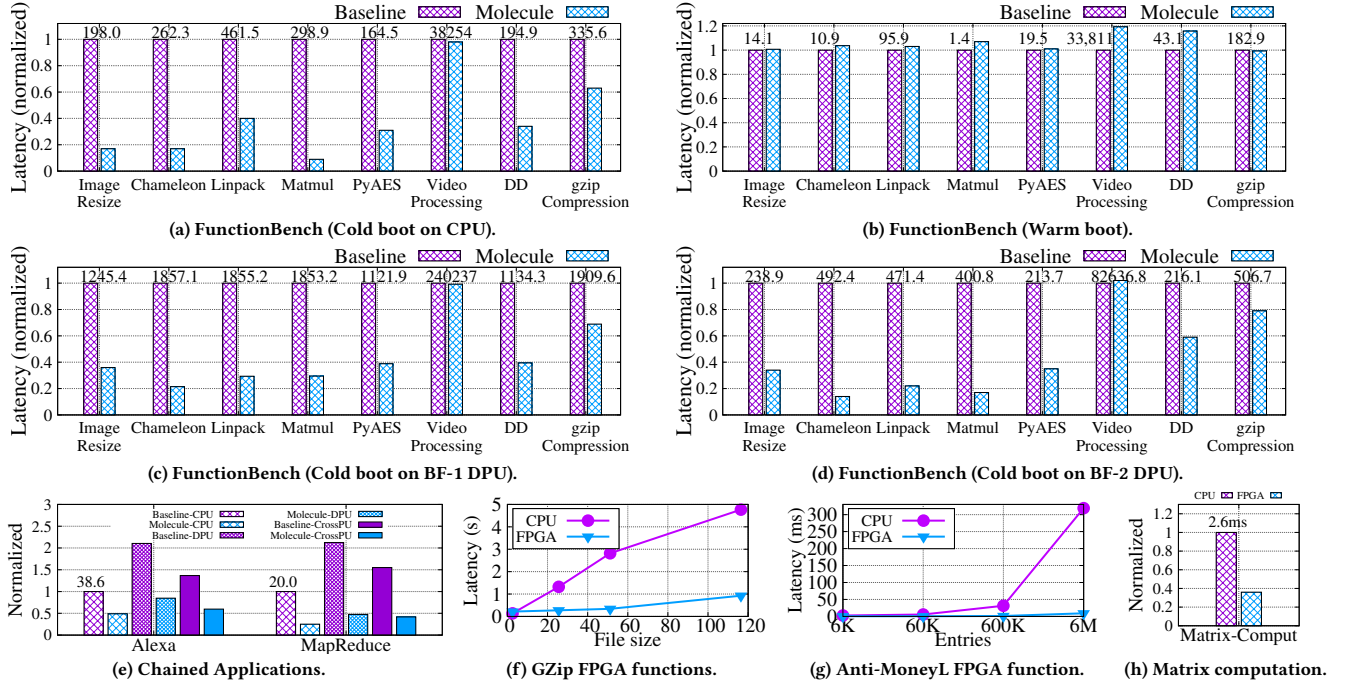 Baseline Molecule
Latency (normalized)
1
0.8
0.6
0.4
0.2
0
198.0 262.3 461.5 298.9 164.5 38254 194.9 335.6
Image Resize Chameleon Linpack Matmul PyAES Video Processing DD gzip Compression
(a) FunctionBench (Cold boot on CPU).
Baseline Molecule
Latency (normalized)
1.2
1
0.8
0.6
0.4
0.2
0
14.1 10.9 95.9 1.4 19.5 33,811 43.1 182.9
Image Resize Chameleon Linpack Matmul PyAES Video Processing DD gzip Compression
(b) FunctionBench (Warm boot).
Baseline Molecule
Latency (normalized)
1
0.8
0.6
0.4
0.2
0
1245.4 1857.1 1855.2 1853.2 1121.9 240237 1134.3 1909.6
Image Resize Chameleon Linpack Matmul PyAES Video Processing DD gzip Compression
(c) FunctionBench (Cold boot on BF-1 DPU).
Baseline Molecule
Latency (normalized)
1
0.8
0.6
0.4
0.2
0
238.9 492.4 471.4 400.8 213.7 82636.8 216.1 506.7
Image Resize Chameleon Linpack Matmul PyAES Video Processing DD gzip Compression
(d) FunctionBench (Cold boot on BF-2 DPU).
Normalized
3
2.5
2
1.5
1
0.5
0
Baseline-CPU Molecule-DPU
Molecule-CPU Baseline-CrossPU
Baseline-DPU Molecule-CrossPU
38.6 20.0
Alexa MapReduce
(e) Chained Applications.
Latency (s)
5
4
3
2
1
0
CPU
FPGA
0 20 40 60 80 100 120
File size
(f) GZip FPGA functions.
Latency (ms)
300
250
200
150
100
50
0
CPU
FPGA
6K 60K 600K 6M
Entries
(g) Anti-MoneyL FPGA function.
CPU FPGA
Normalized
1.2
1
0.8
0.6
0.4
0.2
0
2.6ms
Matrix-Comput
(h) Matrix computation.